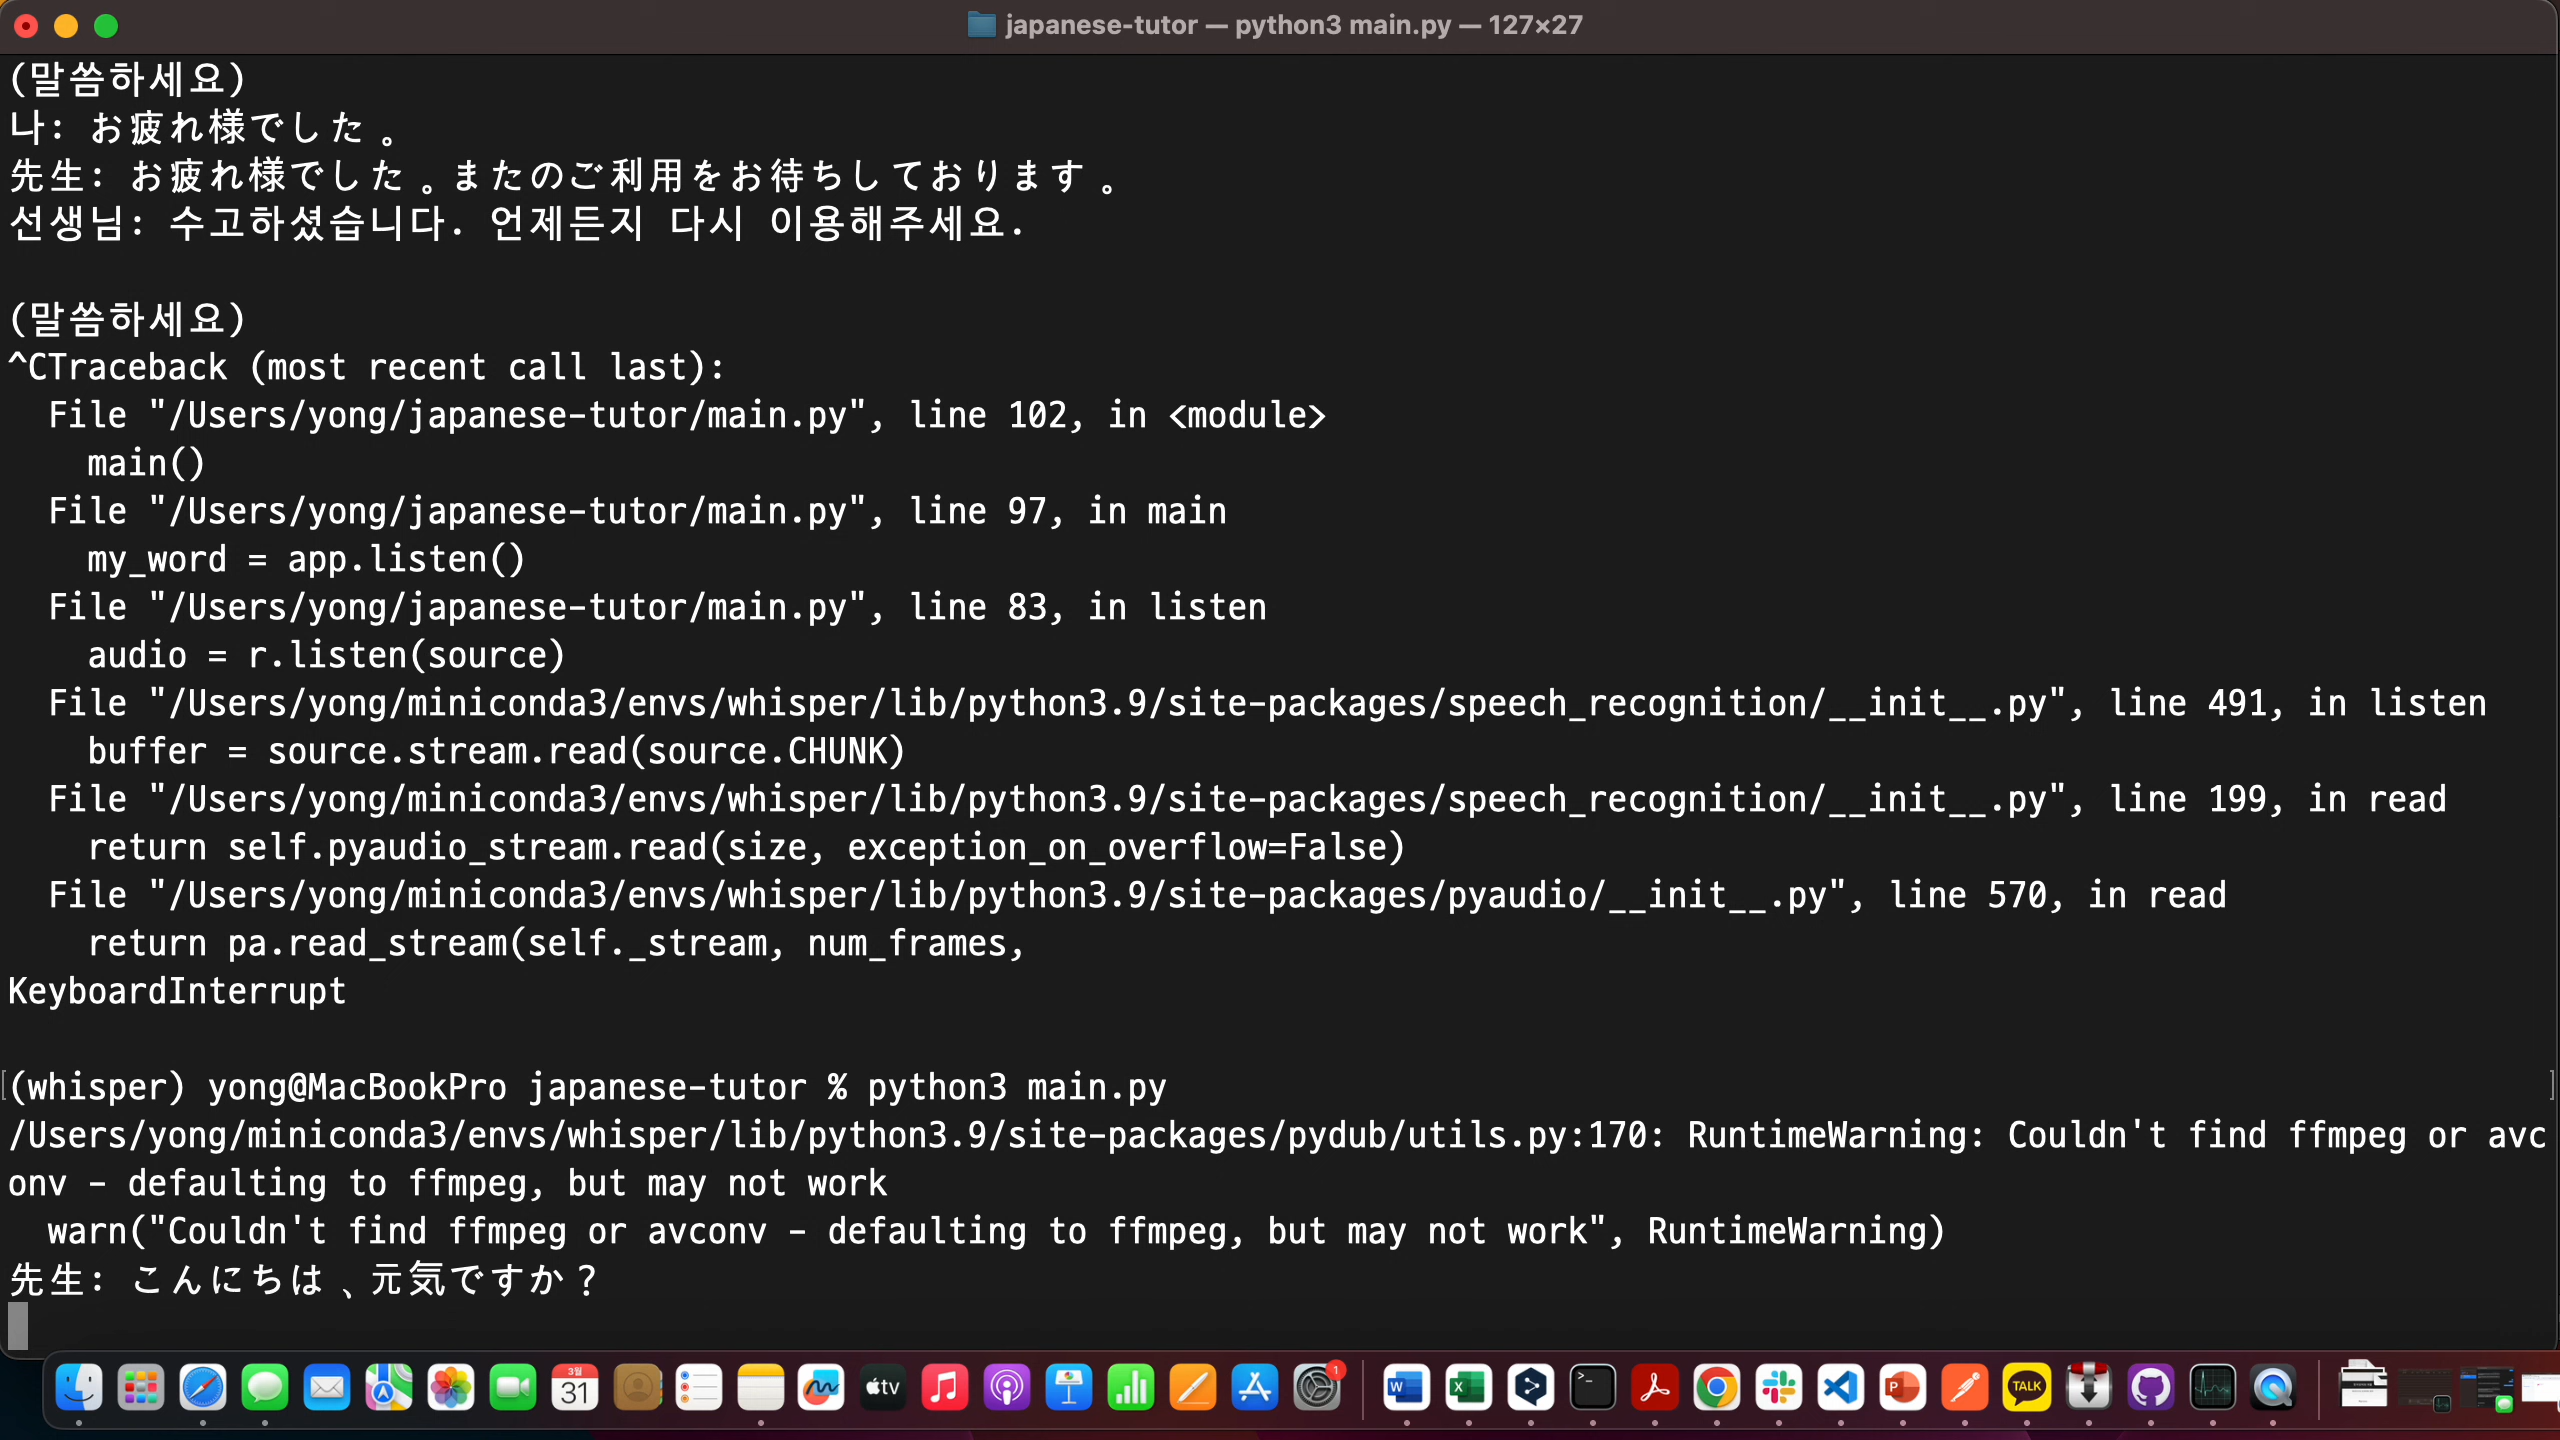 japanese-tutor — python3 main.py — 127×27
(말씀하세요)
나: お疲れ様でした。
先生: お疲れ様でした。またのご利用をお待ちしております。
선생님: 수고하셨습니다. 언제든지 다시 이용해주세요.
(말씀하세요)
^CTraceback (most recent call last):
  File "/Users/yong/japanese-tutor/main.py", line 102, in <module>
    main()
  File "/Users/yong/japanese-tutor/main.py", line 97, in main
    my_word = app.listen()
  File "/Users/yong/japanese-tutor/main.py", line 83, in listen
    audio = r.listen(source)
  File "/Users/yong/miniconda3/envs/whisper/lib/python3.9/site-packages/speech_recognition/__init__.py", line 491, in listen
    buffer = source.stream.read(source.CHUNK)
  File "/Users/yong/miniconda3/envs/whisper/lib/python3.9/site-packages/speech_recognition/__init__.py", line 199, in read
    return self.pyaudio_stream.read(size, exception_on_overflow=False)
  File "/Users/yong/miniconda3/envs/whisper/lib/python3.9/site-packages/pyaudio/__init__.py", line 570, in read
    return pa.read_stream(self._stream, num_frames,
KeyboardInterrupt
[(whisper) yong@MacBookPro japanese-tutor % python3 main.py ]
/Users/yong/miniconda3/envs/whisper/lib/python3.9/site-packages/pydub/utils.py:170: RuntimeWarning: Couldn't find ffmpeg or avc
onv - defaulting to ffmpeg, but may not work
  warn("Couldn't find ffmpeg or avconv - defaulting to ffmpeg, but may not work", RuntimeWarning)
先生: こんにちは、元気ですか？
3월
31
tv
1
W
X
>_
P
TALK